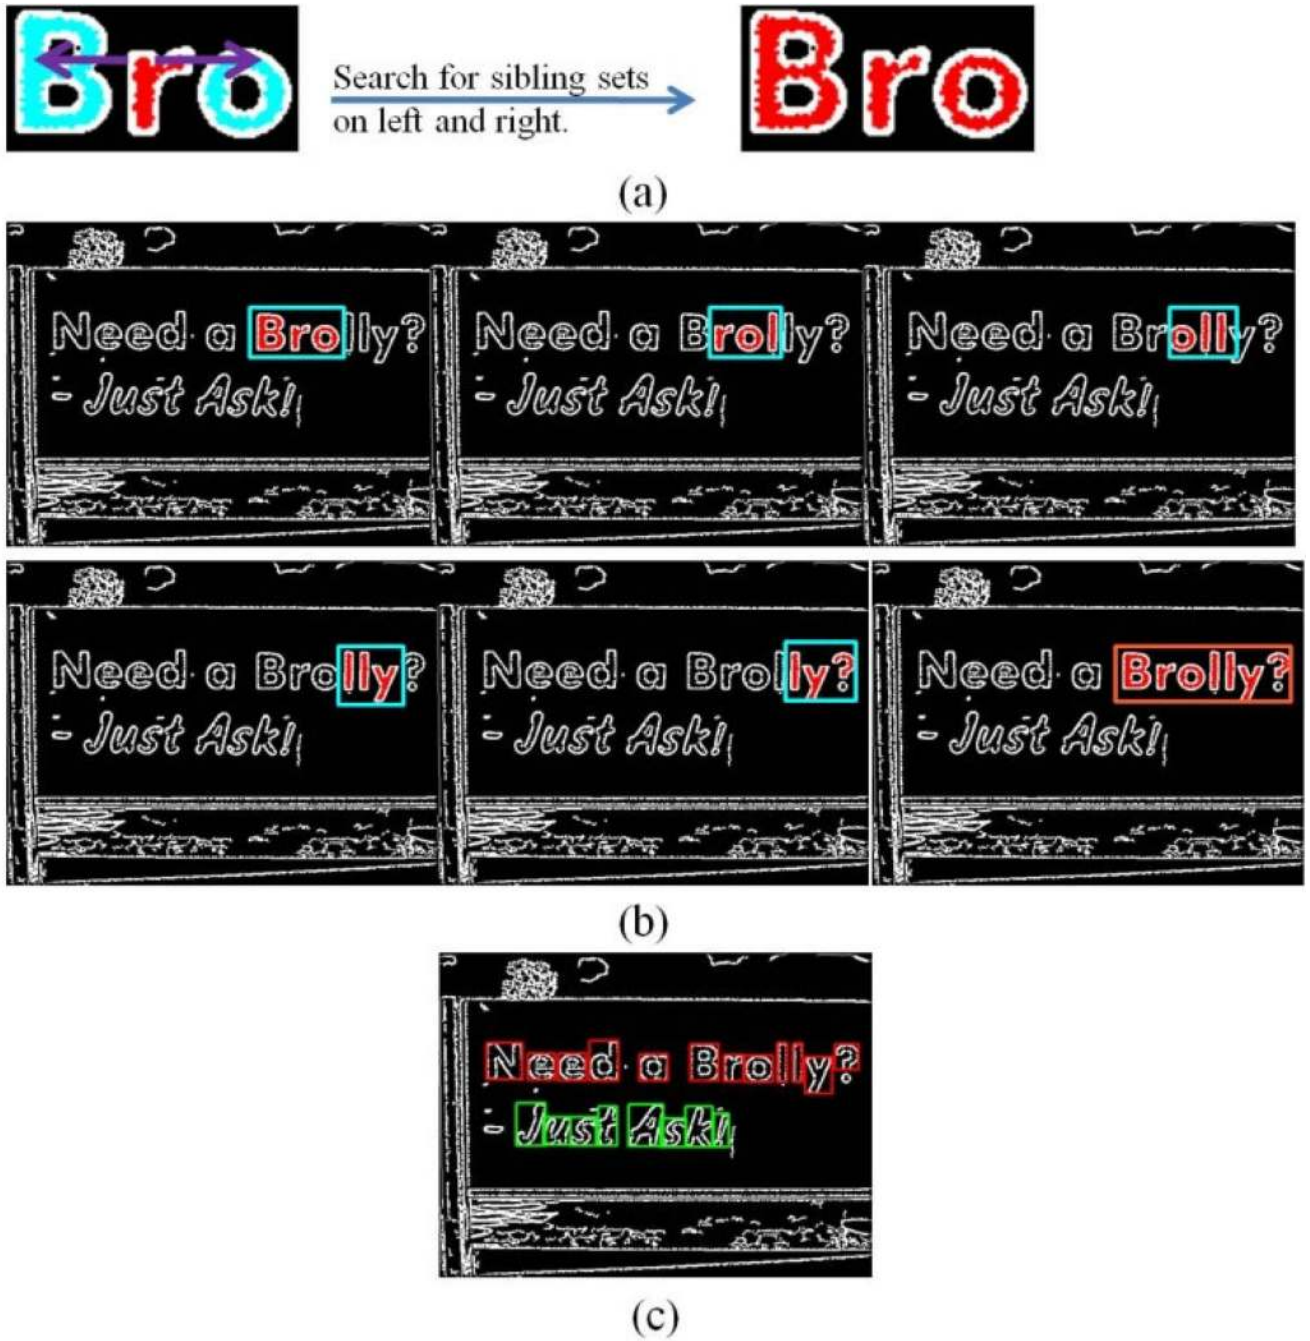 Bro
Search for sibling sets
on left and right.
Bro
(a)
Need a Brolly?
- Just Ask!
Need a Brolly?
- Just Ask!
Need a Brolly?
- Just Ask!
Need a Brolly?
- Just Ask!
Need a Brolly?
- Just Ask!
Need a Brolly?
- Just Ask!
(b)
Need a Brolly?
- Just Ask!
(c)